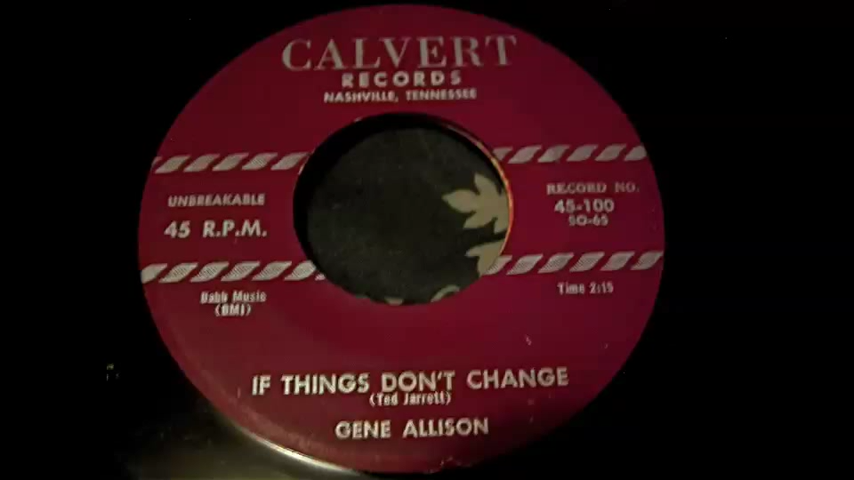 CALVERT
RECORDS
NASHVILLE, TENNESSEE
UNBREAKABLE
45 R.P.M.
RECORD NO.
45-100
SO-65
Babb Music
(BMI)
Time 2:15
IF THINGS DON'T CHANGE
(Ted Jarrett)
GENE ALLISON